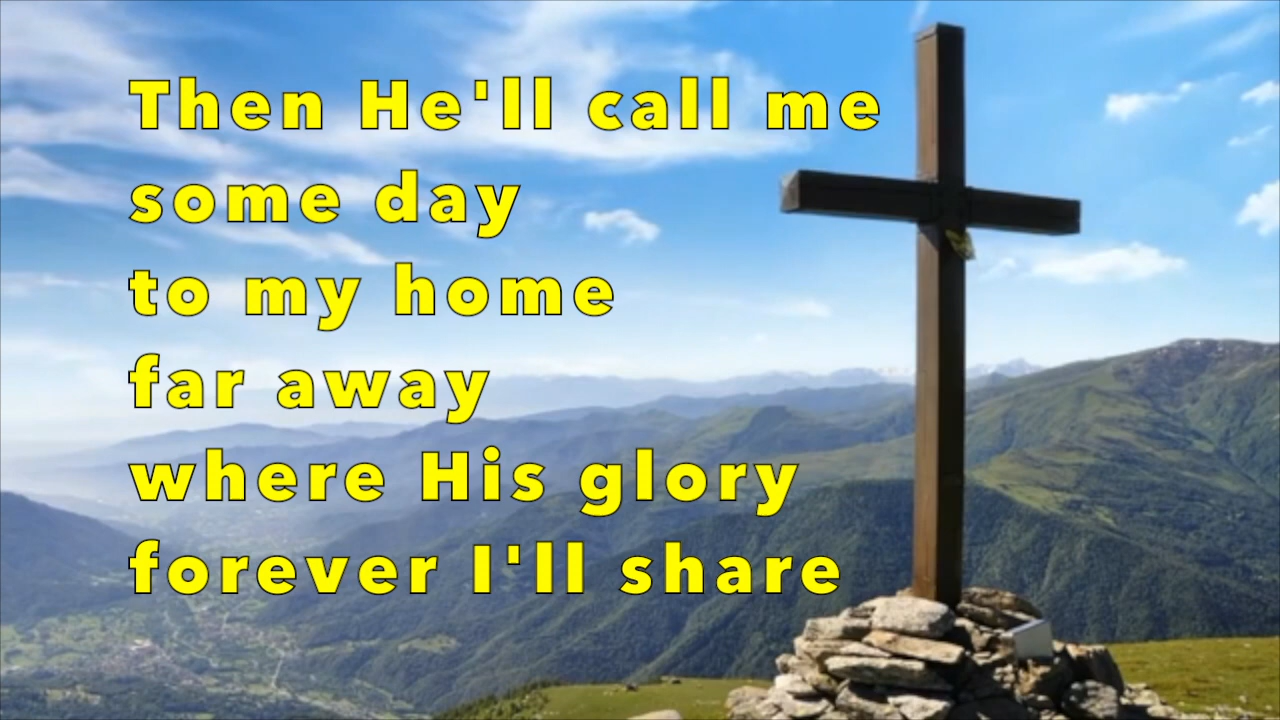 Then He'll call me
some day
to my home
far away
where His glory
forever I'll share